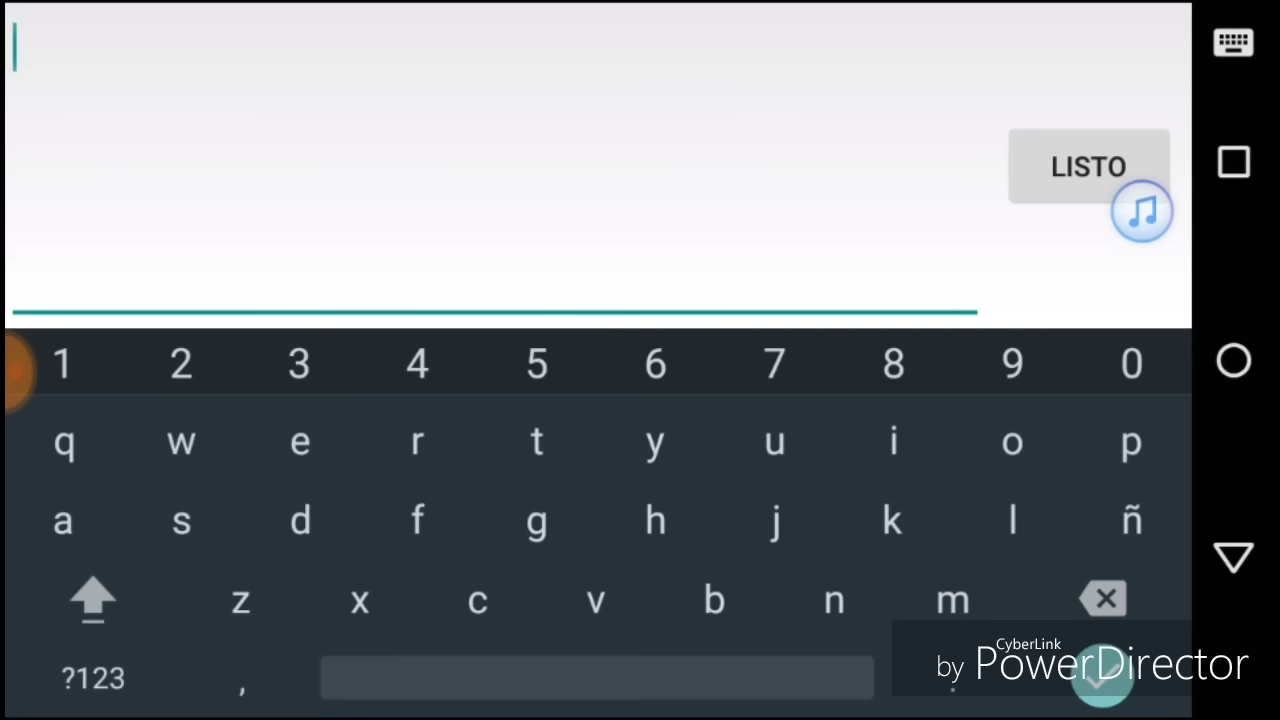 LISTO
1 2 3 4 5 6 7 8 9 0
q w e r t y u i o p
a s d f g h j k l ñ
z x c v b n m
?123 , .
CyberLink
by PowerDirector